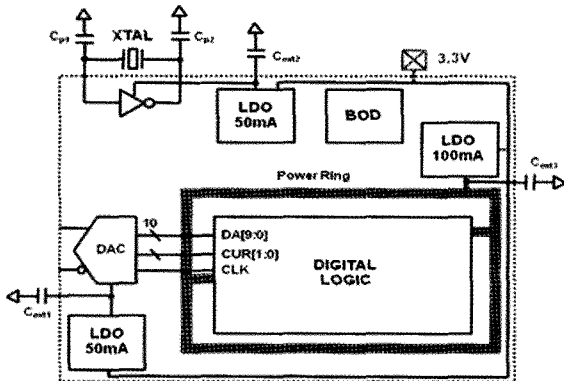 XTAL
Cp1
Cp2
Cext2
3.3V
LDO
50mA
BOD
LDO
100mA
Cext3
Power Ring
10
DAC
DA[9:0]
CUR[1:0]
CLK
DIGITAL
LOGIC
Cext1
LDO
50mA